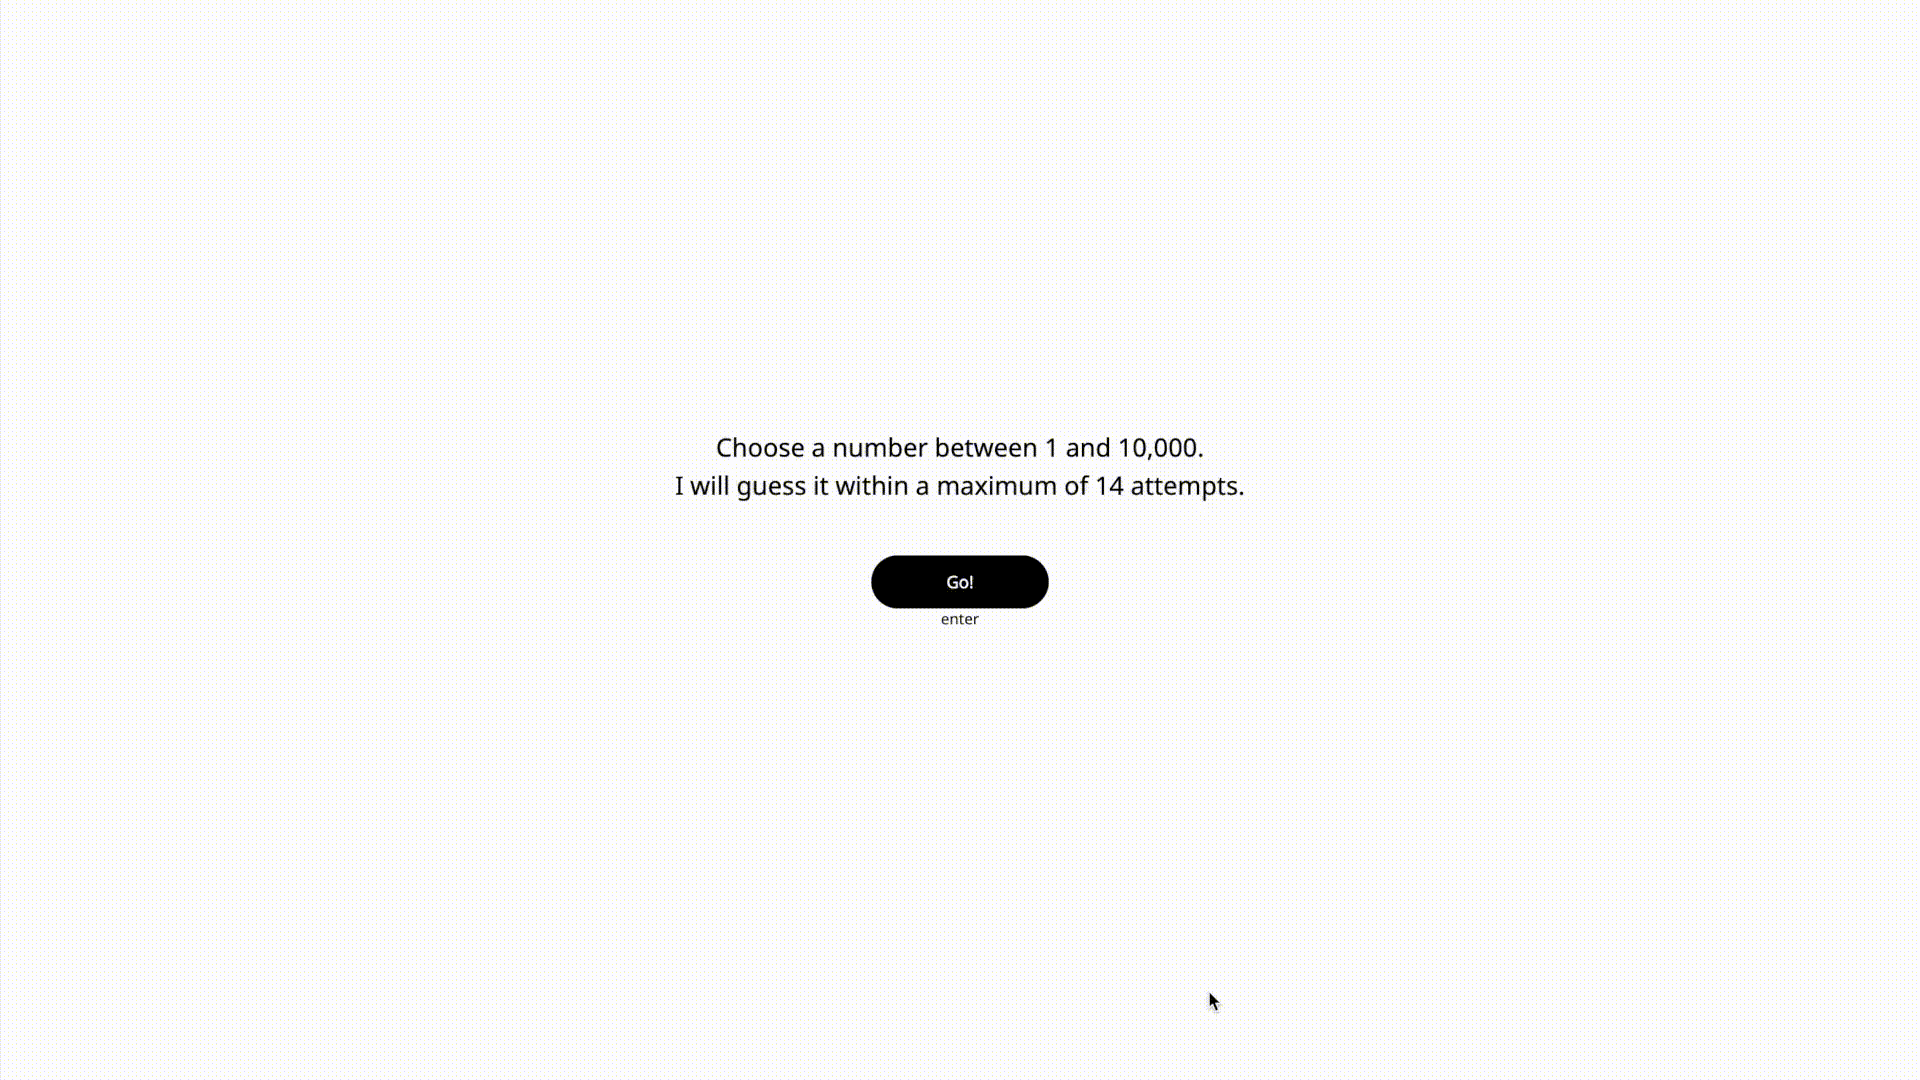 Choose a number between 1 and 10,000.
I will guess it within a maximum of 14 attempts.
Go!
enter